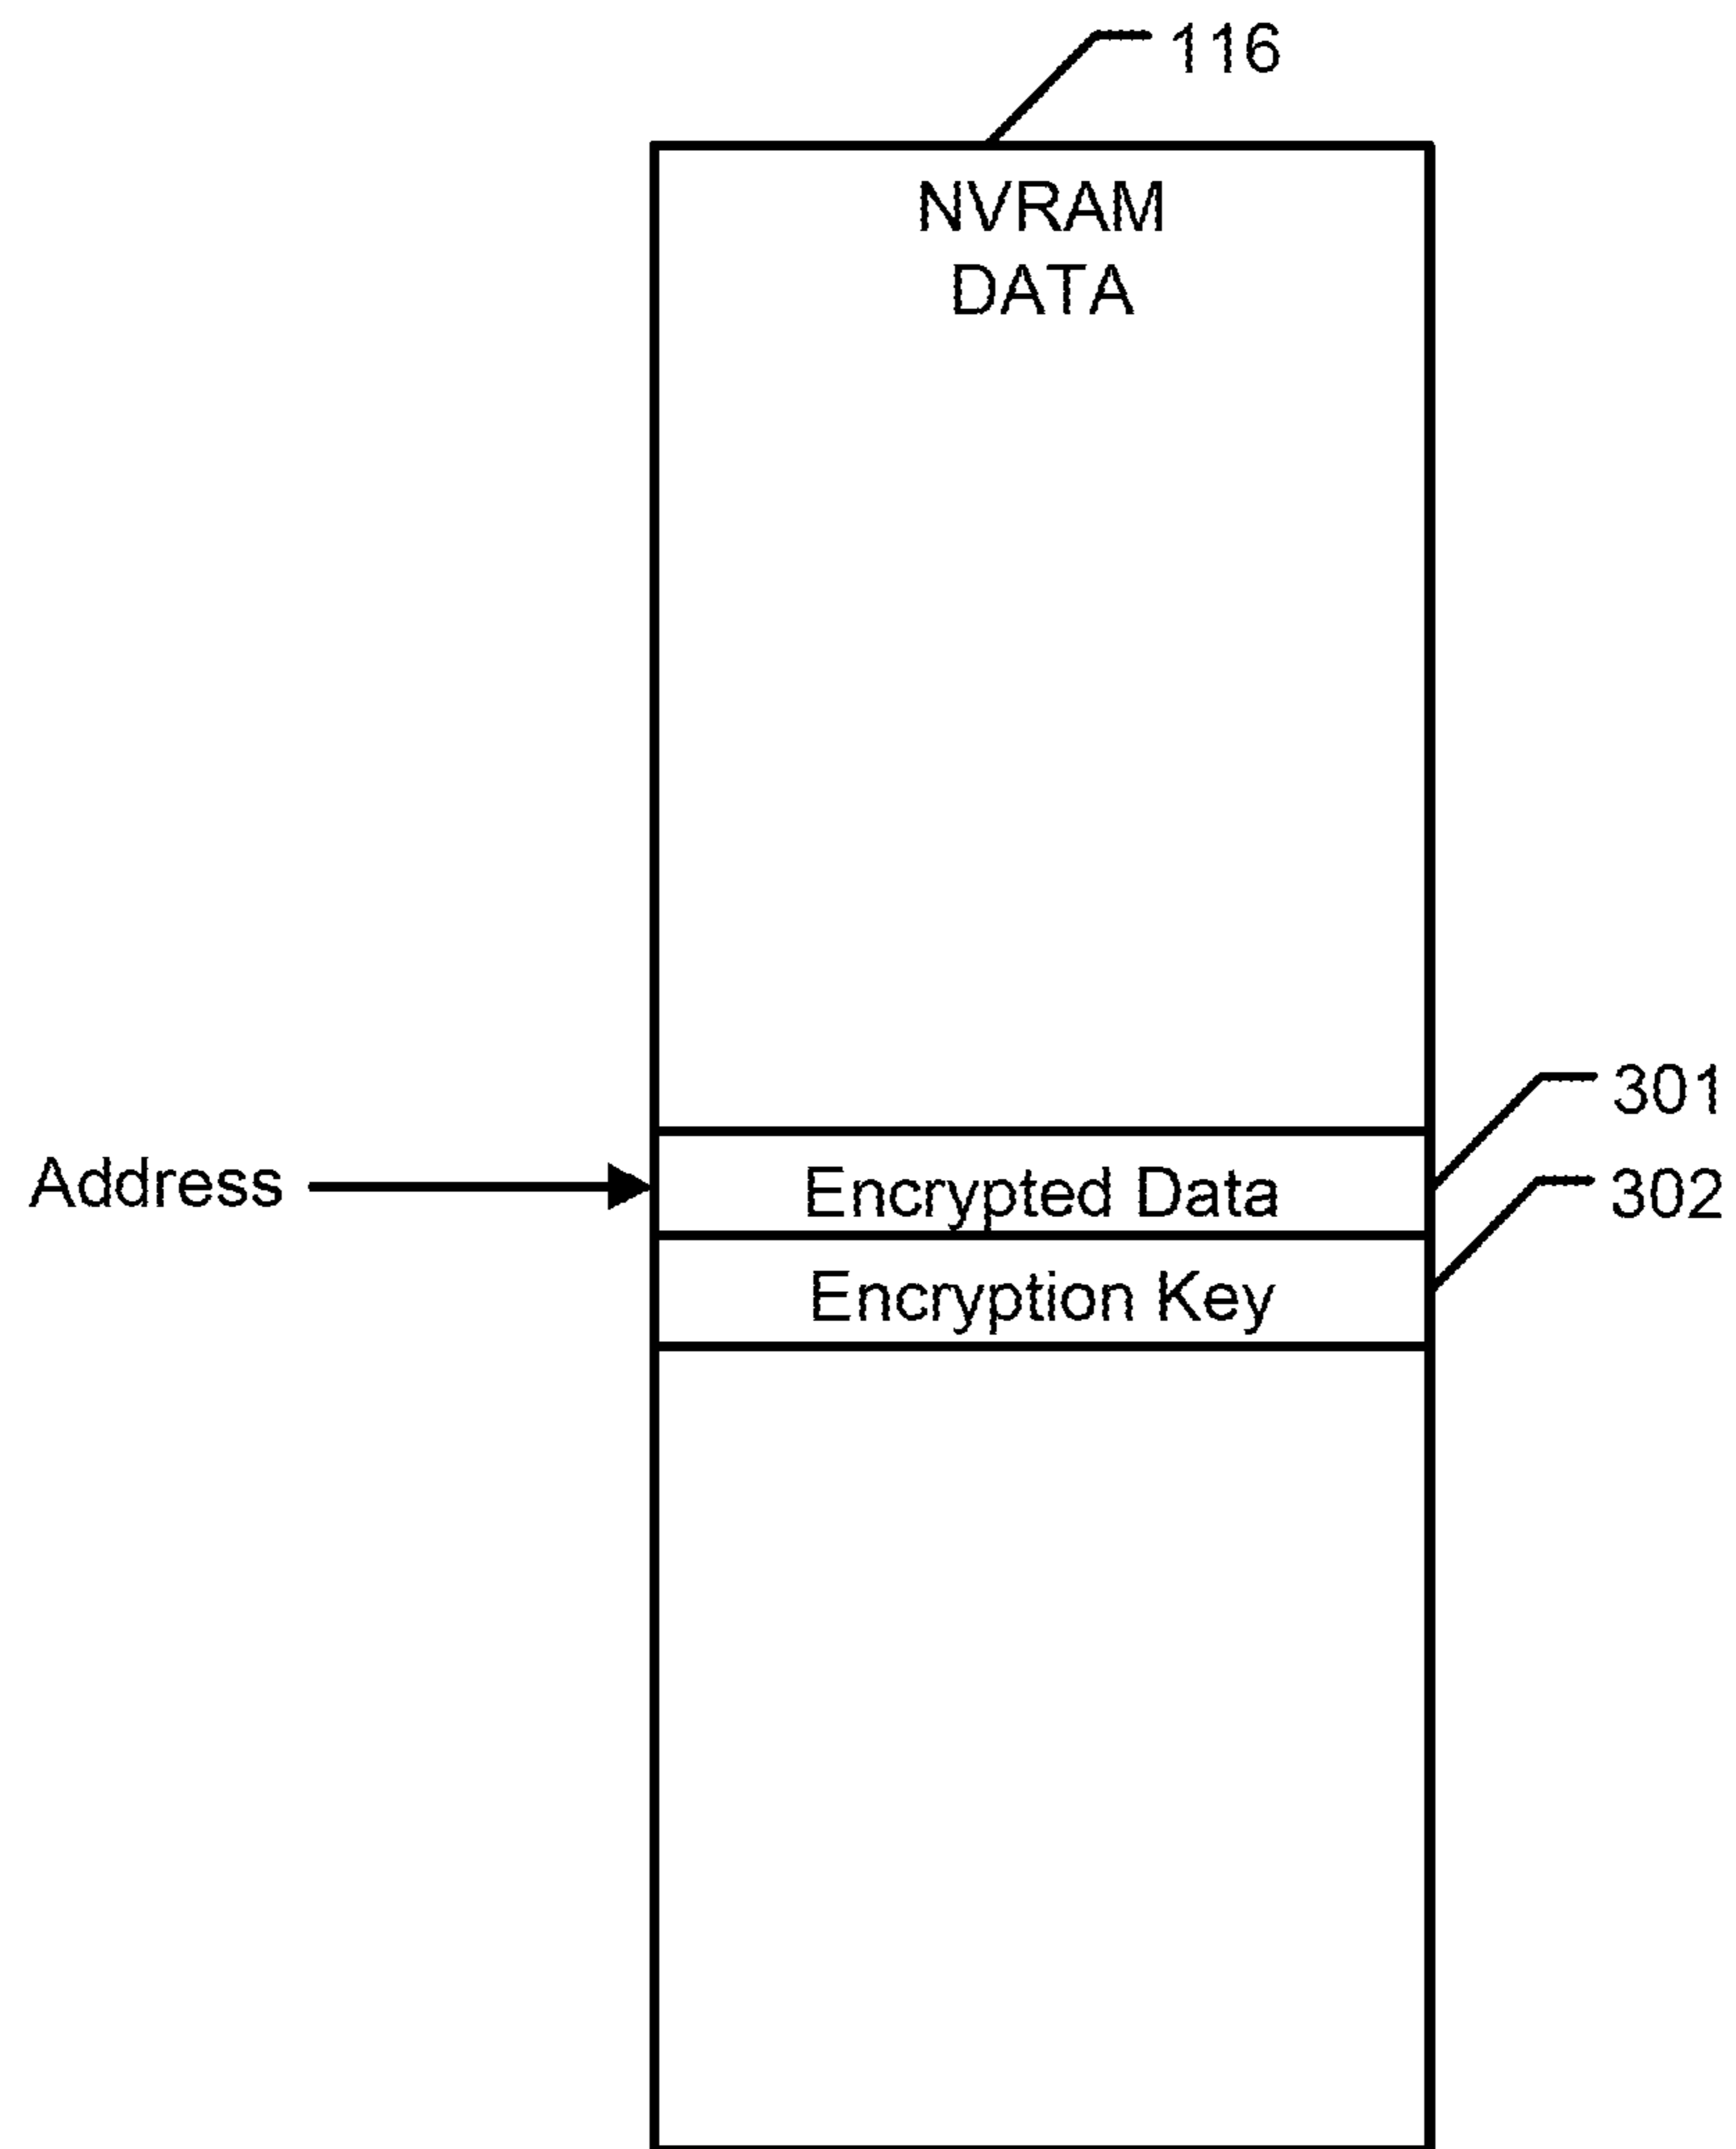 116
NVRAM
DATA
301
Address
Encrypted Data
302
Encryption Key